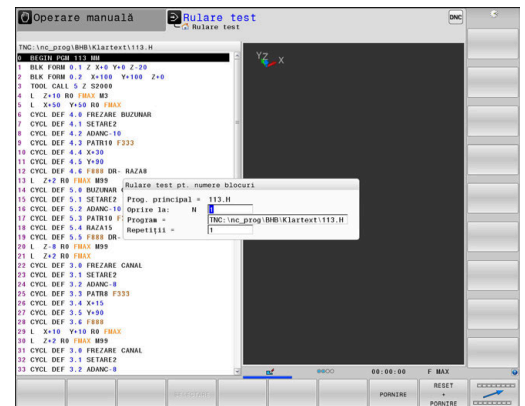 Operare manuală
Rulare test
Rulare test
DNC
TNC:\nc_prog\BHB\Klartext\113.H
0 BEGIN PGM 113 MM
1 BLK FORM 0.1 Z X+0 Y+0 Z-20
2 BLK FORM 0.2 X+100 Y+100 Z+0
3 TOOL CALL 5 Z S2000
4 L Z+10 R0 FMAX M3
5 L X+50 Y+50 R0 FMAX
6 CYCL DEF 4.0 FREZARE BUZUNAR
7 CYCL DEF 4.1 SETARE2
8 CYCL DEF 4.2 ADANC-10
9 CYCL DEF 4.3 PATR10 F333
10 CYCL DEF 4.4 X+30
11 CYCL DEF 4.5 Y+90
12 CYCL DEF 4.6 F888 DR- RAZA8
13 L Z+2 R0 FMAX M99
14 CYCL DEF 5.0 BUZUNAR
15 CYCL DEF 5.1 SETARE2
16 CYCL DEF 5.2 ADANC-10
17 CYCL DEF 5.3 PATR10
18 CYCL DEF 5.4 RAZA15
19 CYCL DEF 5.5 F888 DR-
20 L Z-8 R0 FMAX M99
21 L Z+2 R0 FMAX
22 CYCL DEF 3.0 FREZARE CANAL
23 CYCL DEF 3.1 SETARE2
24 CYCL DEF 3.2 ADANC-8
25 CYCL DEF 3.3 PATR8 F333
26 CYCL DEF 3.4 X+15
27 CYCL DEF 3.5 Y+90
28 CYCL DEF 3.6 F888
29 L X+10 Y+10 R0 FMAX
30 L Z+2 R0 FMAX M99
31 CYCL DEF 3.0 FREZARE CANAL
32 CYCL DEF 3.1 SETARE2
33 CYCL DEF 3.2 ADANC-8
YZ X
Rulare test pt. numere blocuri
Prog. principal = 113.H
Oprire la: N 1
Program = TNC:\nc_prog\BHB\Klartext\113.H
Repetiții = 1
00:00:00 F MAX
PORNIRE
RESET
+
PORNIRE